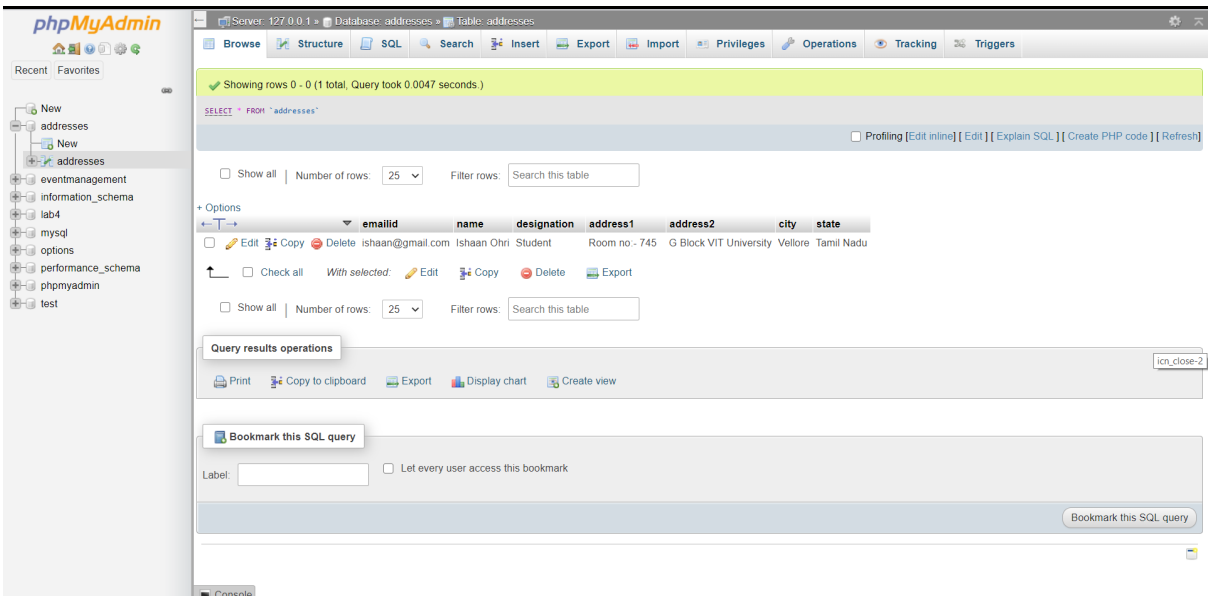 phpMyAdmin
Recent Favorites
New
addresses
New
addresses
eventmanagement
information_schema
lab4
mysql
options
performance_schema
phpmyadmin
test
Server: 127.0.0.1 » Database: addresses » Table: addresses
Browse Structure SQL Search Insert Export Import Privileges Operations Tracking Triggers
Showing rows 0 - 0 (1 total, Query took 0.0047 seconds.)
SELECT * FROM `addresses`
Profiling [Edit inline] [ Edit ] [ Explain SQL ] [ Create PHP code ] [ Refresh]
Show all | Number of rows: 25 Filter rows: Search this table
+ Options
←T→ ▼ emailid name designation address1 address2 city state
Edit Copy Delete ishaan@gmail.com Ishaan Ohri Student Room no:- 745 G Block VIT University Vellore Tamil Nadu
Check all With selected: Edit Copy Delete Export
Show all | Number of rows: 25 Filter rows: Search this table
Query results operations
Print Copy to clipboard Export Display chart Create view
icn_close-2
Bookmark this SQL query
Label: Let every user access this bookmark
Bookmark this SQL query
Console